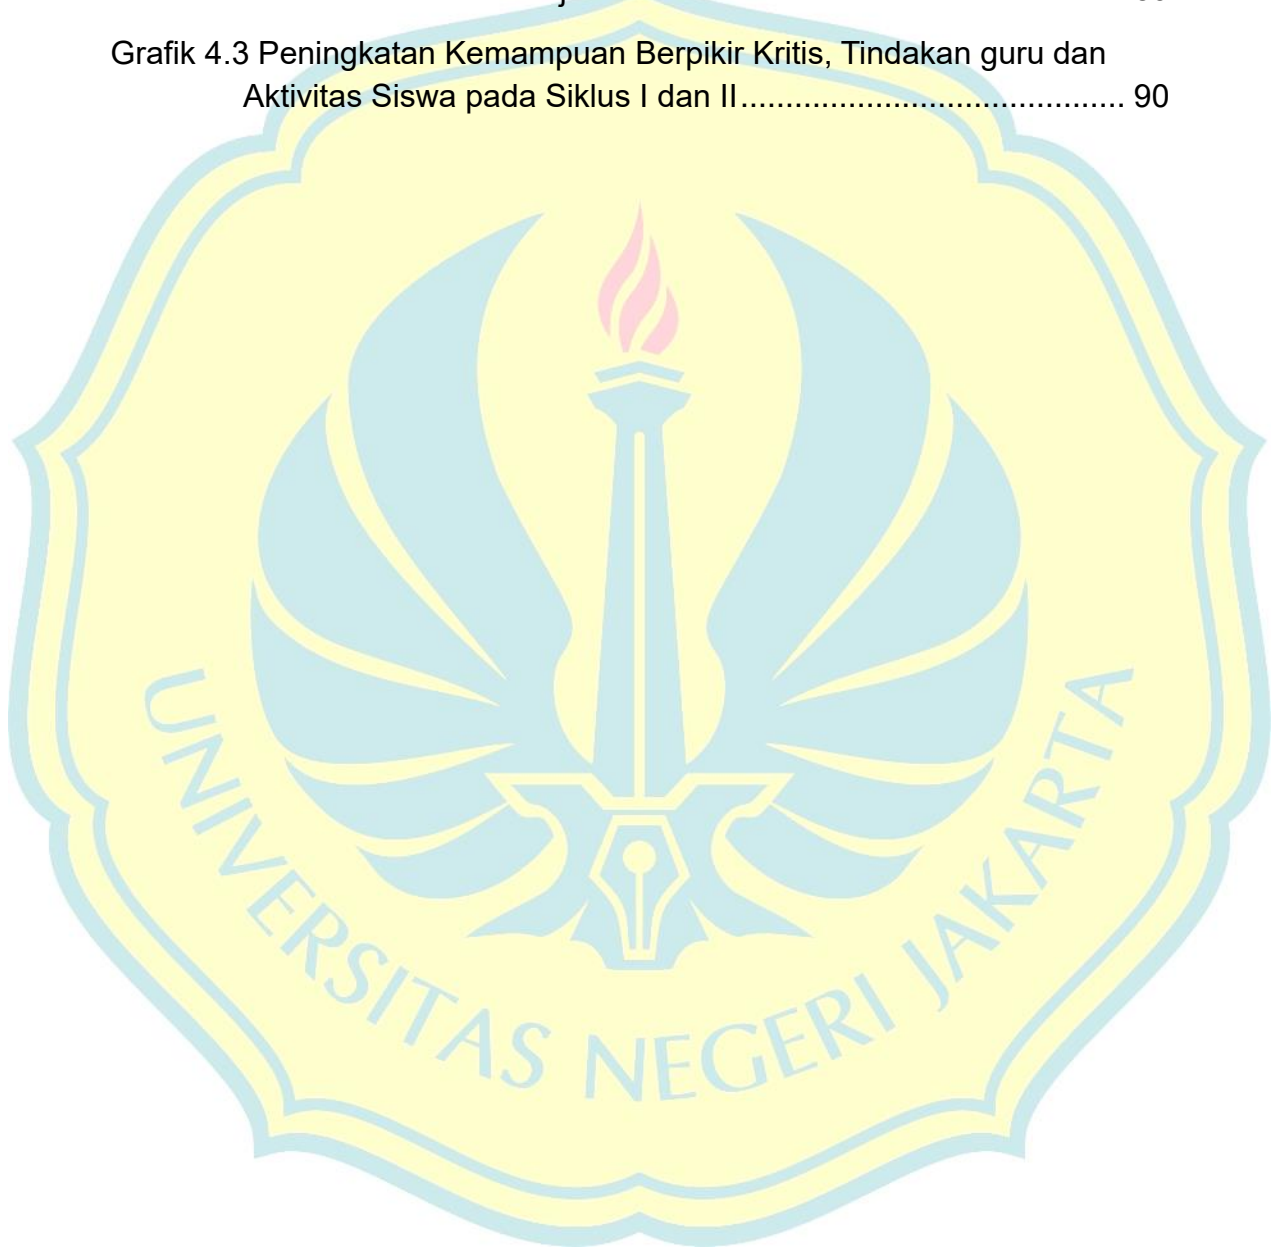 Grafik 4.3 Peningkatan Kemampuan Berpikir Kritis, Tindakan guru dan
Aktivitas Siswa pada Siklus I dan II........................................... 90
UNIVERSITAS NEGERI JAKARTA